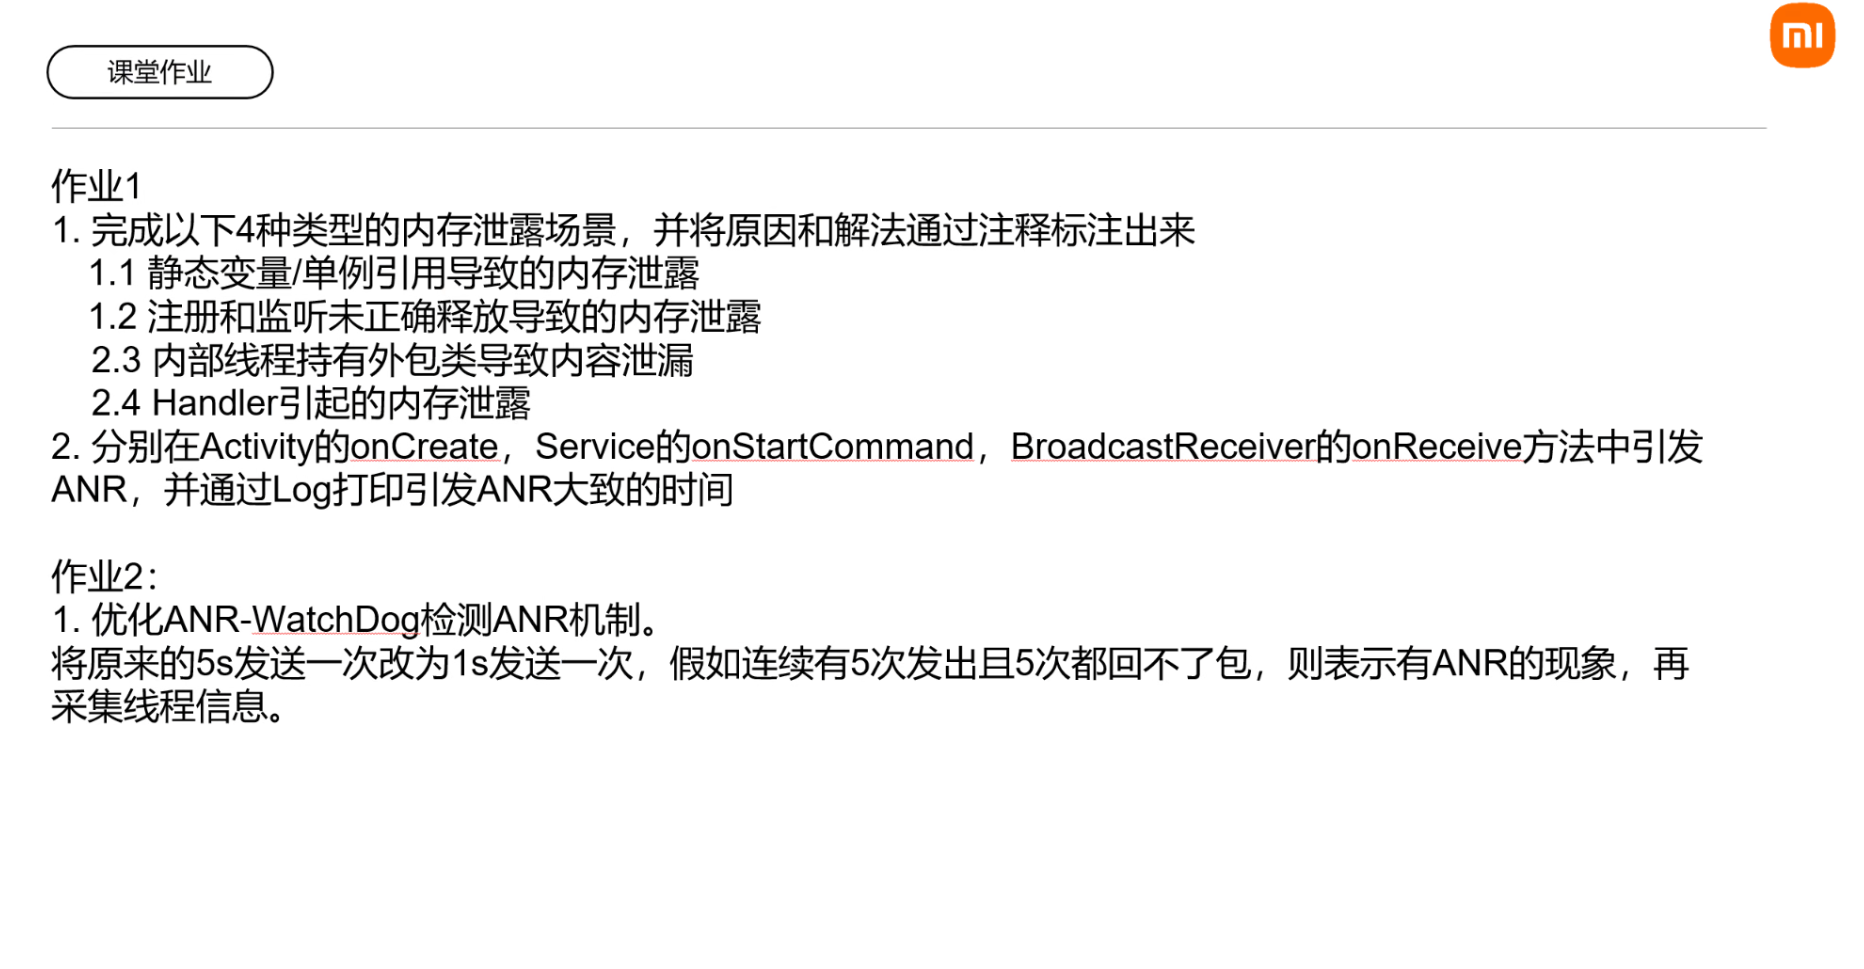 课堂作业
mi
作业1
1. 完成以下4种类型的内存泄露场景，并将原因和解法通过注释标注出来
1.1 静态变量/单例引用导致的内存泄露
1.2 注册和监听未正确释放导致的内存泄露
2.3 内部线程持有外包类导致内容泄漏
2.4 Handler引起的内存泄露
2. 分别在Activity的onCreate，Service的onStartCommand，BroadcastReceiver的onReceive方法中引发
ANR，并通过Log打印引发ANR大致的时间
作业2：
1. 优化ANR-WatchDog检测ANR机制。
将原来的5s发送一次改为1s发送一次，假如连续有5次发出且5次都回不了包，则表示有ANR的现象，再
采集线程信息。